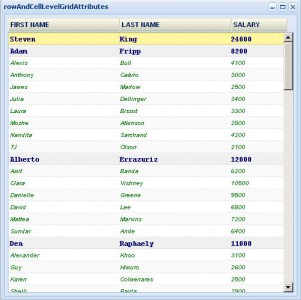 rowAndCellLevelGridAttributes
FIRST NAME LAST NAME SALARY
Steven King 24000
Adam Fripp 8200
Alexis Bull 4100
Anthony Cabrio 3000
James Marlow 2500
Julia Dellinger 3400
Laura Bissot 3300
Mozhe Atkinson 2800
Nandita Sarchand 4200
TJ Olson 2100
Alberto Errazuriz 12000
Amit Banda 6200
Clara Vishney 10500
Danielle Greene 9500
David Lee 6800
Mattea Marvins 7200
Sundar Ande 6400
Den Raphaely 11000
Alexander Khoo 3100
Guy Himuro 2600
Karen Colmenares 2500
Shelli Baida 2900